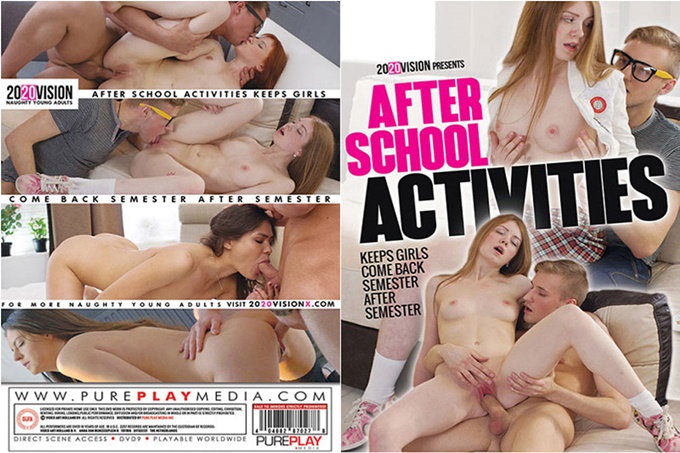 2020VISION
NAUGHTY YOUNG ADULTS
AFTER SCHOOL ACTIVITIES KEEPS GIRLS
COME BACK SEMESTER AFTER SEMESTER
FOR MORE NAUGHTY YOUNG ADULTS VISIT 2020VISIONX.COM
WWW.PUREPLAYMEDIA.COM
DIRECT SCENE ACCESS • DVD9 • PLAYABLE WORLDWIDE
PUREPLAY
MEDIA
2020VISION PRESENTS
AFTER
SCHOOL
ACTIVITIES
KEEPS GIRLS
COME BACK
SEMESTER
AFTER
SEMESTER